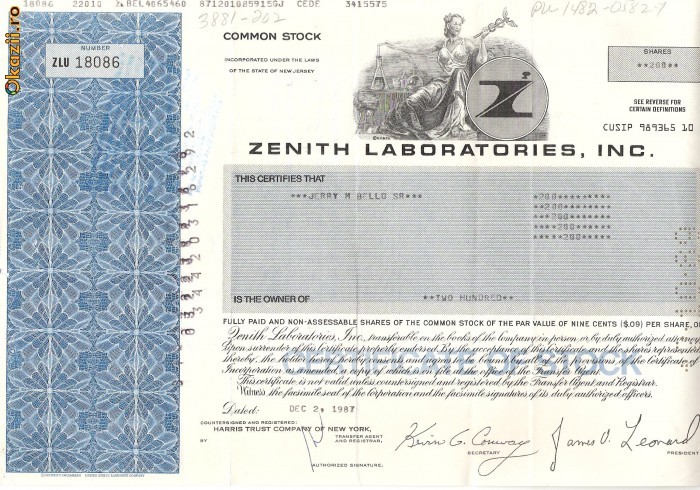 18086 22010 BEL4065460 871201085915GJ CEDE 3415575
3881-202
PU 1482-0582-7
NUMBER
ZLU 18086
COMMON STOCK
INCORPORATED UNDER THE LAWS
OF THE STATE OF NEW JERSEY
SHARES
**200**
SEE REVERSE FOR
CERTAIN DEFINITIONS
CUSIP 989365 10
Z
ZENITH LABORATORIES, INC.
THIS CERTIFIES THAT
***JERRY M BELLO SR***
*200*********
**200********
***200*******
****200******
*****200*****
IS THE OWNER OF
**TWO HUNDRED**
FULLY PAID AND NON-ASSESSABLE SHARES OF THE COMMON STOCK OF THE PAR VALUE OF NINE CENTS ($.09) PER SHARE, O
CERTIFICATE OF STOCK
Zenith Laboratories, Inc., transferable on the books of the Company in person or by duly authorized attorney
upon surrender of this certificate properly endorsed. By accepting this certificate and the shares represented
thereby, the holder hereof hereby consents and agrees to be bound by all of the provisions of the Certificate of
Incorporation as amended, a copy of which is on file at the office of the Transfer Agent.
This certificate is not valid unless countersigned and registered by the Transfer Agent and Registrar.
Witness the facsimile seal of the Corporation and the facsimile signatures of its duly authorized officers.
Dated: DEC 2, 1987
COUNTERSIGNED AND REGISTERED:
HARRIS TRUST COMPANY OF NEW YORK,
BY
TRANSFER AGENT
AND REGISTRAR,
AUTHORIZED SIGNATURE.
Kevin G. Conway
SECRETARY
James V. Leonard
PRESIDENT
Okazii.ro